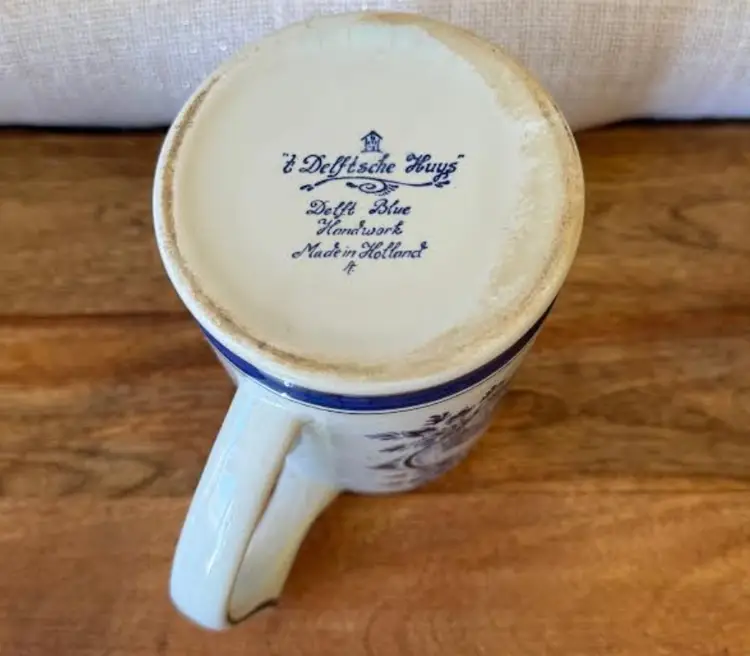 "t Delftsche Huys"
Delft Blue
Handwork
Made in Holland
A.